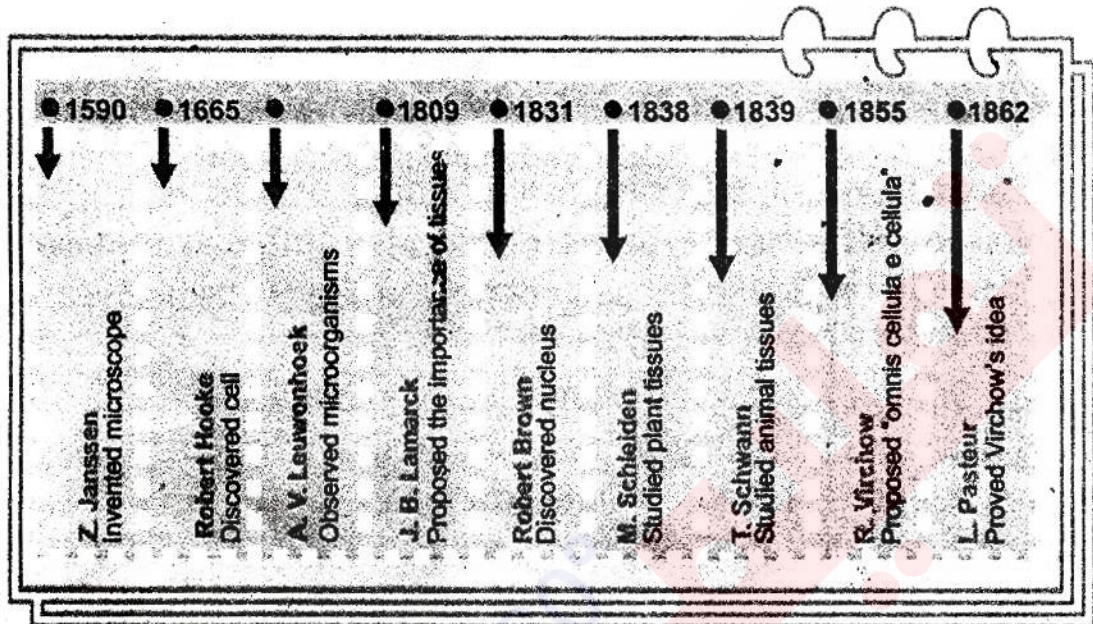 1590
1665
1809
1831
1838
1839
1855
1862
Z. Janssen
Invented microscope
Robert Hooke
Discovered cell
A. V. Leuwonhoek
Observed microorganisms
J. B. Lamarck
Proposed the importance of tissues
Robert Brown
Discovered nucleus
M. Schleiden
Studied plant tissues
T. Schwann
Studied animal tissues
R. Virchow
Proposed "omnis cellula e cellula"
L. Pasteur
Proved Virchow's idea